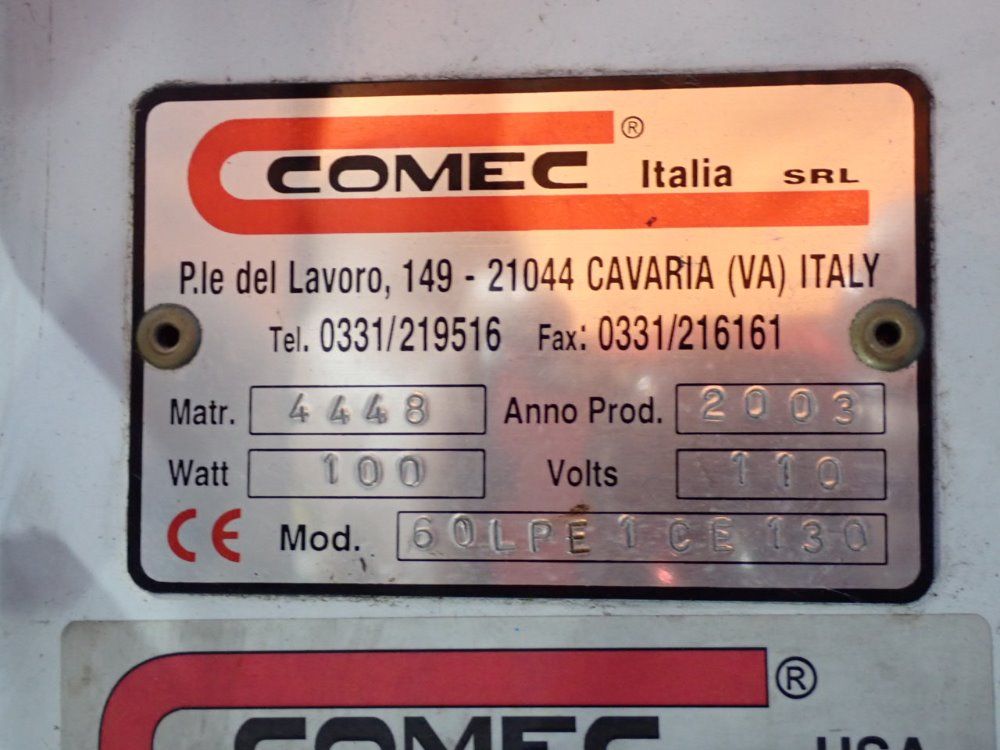 COMEC ® Italia SRL
P.le del Lavoro, 149 - 21044 CAVARIA (VA) ITALY
Tel. 0331/219516 Fax: 0331/216161
Matr. 4448 Anno Prod. 2003
Watt 100 Volts 110
CE Mod. 60LPE1CE130
COMEC ® USA